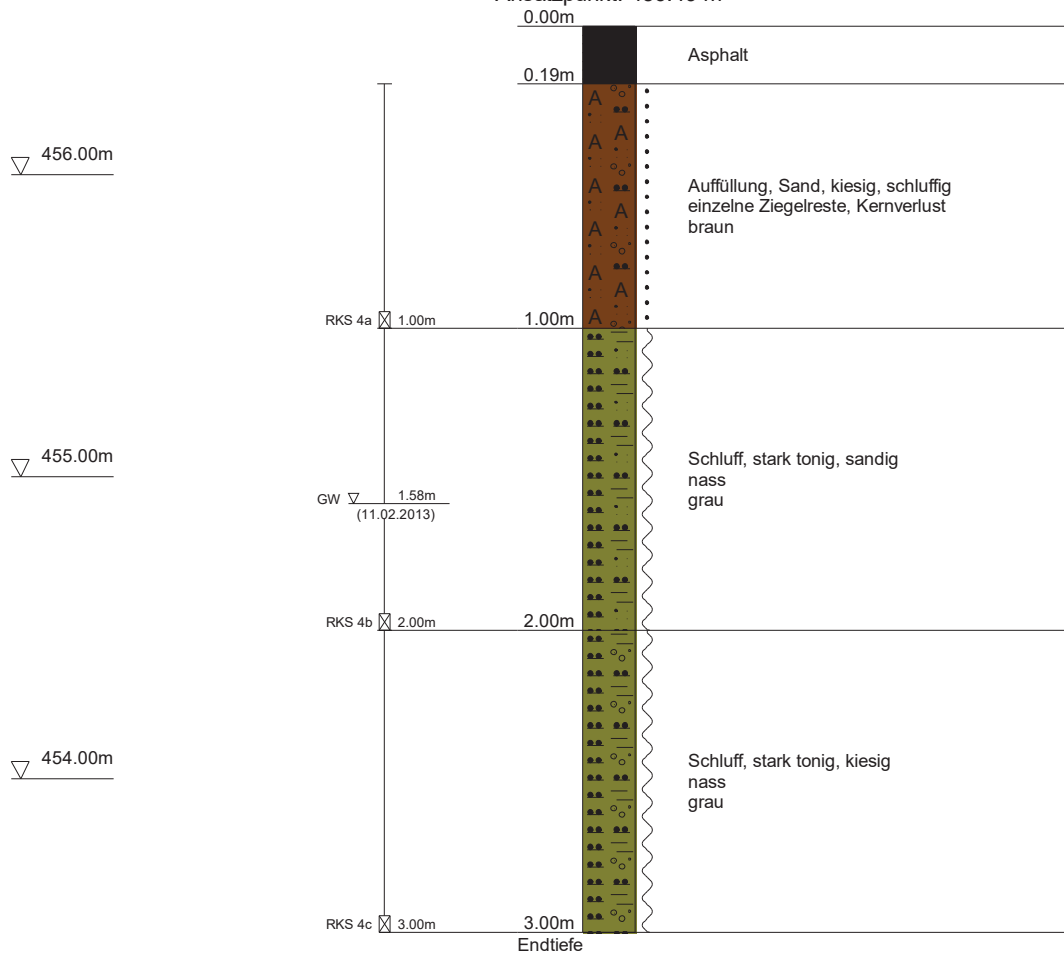 Ansatzpunkt: m
0.00m
Asphalt
0.19m
456.00m
Auffüllung, Sand, kiesig, schluffig
einzelne Ziegelreste, Kernverlust
braun
RKS 4a 1.00m 1.00m
455.00m
Schluff, stark tonig, sandig
nass
grau
GW 1.58m
(11.02.2013)
RKS 4b 2.00m 2.00m
454.00m
Schluff, stark tonig, kiesig
nass
grau
RKS 4c 3.00m 3.00m
Endtiefe